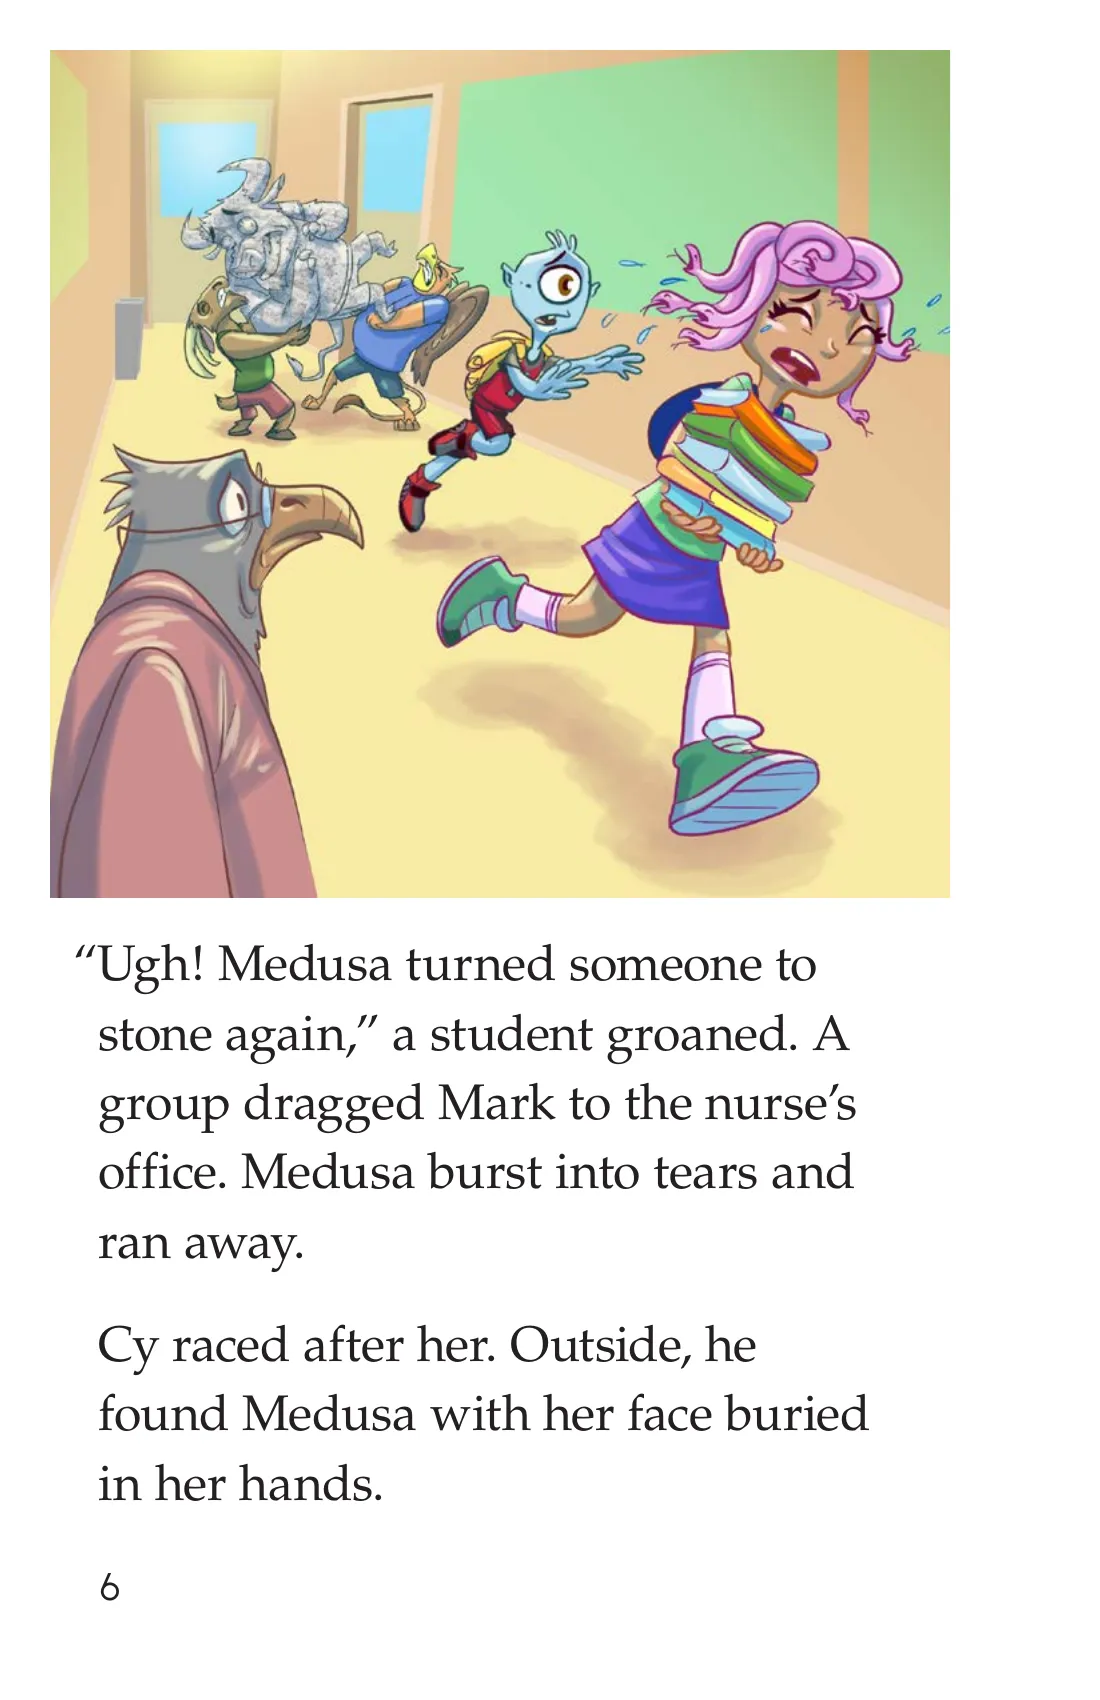 “Ugh! Medusa turned someone to
stone again,” a student groaned. A
group dragged Mark to the nurse’s
office. Medusa burst into tears and
ran away.
Cy raced after her. Outside, he
found Medusa with her face buried
in her hands.
6